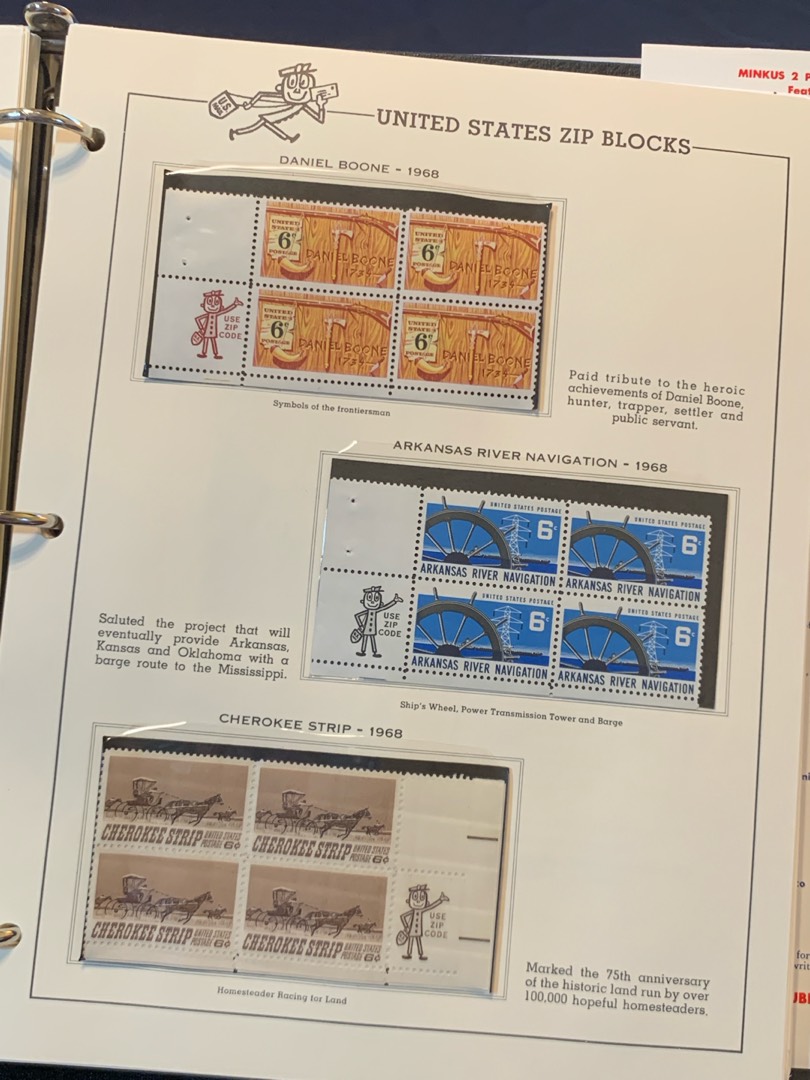 MINKUS 2 P
Feat
U.S. MAIL
UNITED STATES ZIP BLOCKS
DANIEL BOONE - 1968
UNITED STATES 6¢ POSTAGE
DANIEL BOONE
1734
UNITED STATES 6¢ POSTAGE
DANIEL BOONE
1734
USE
ZIP
CODE
UNITED STATES 6¢ POSTAGE
DANIEL BOONE
1734
UNITED STATES 6¢ POSTAGE
DANIEL BOONE
1734
Symbols of the frontiersman
Paid tribute to the heroic
achievements of Daniel Boone,
hunter, trapper, settler and
public servant.
ARKANSAS RIVER NAVIGATION - 1968
UNITED STATES POSTAGE
6¢
ARKANSAS RIVER NAVIGATION
UNITED STATES POSTAGE
6¢
ARKANSAS RIVER NAVIGATION
USE
ZIP
CODE
UNITED STATES POSTAGE
6¢
ARKANSAS RIVER NAVIGATION
UNITED STATES POSTAGE
6¢
ARKANSAS RIVER NAVIGATION
Ship's Wheel, Power Transmission Tower and Barge
Saluted the project that will
eventually provide Arkansas,
Kansas and Oklahoma with a
barge route to the Mississippi.
CHEROKEE STRIP - 1968
CHEROKEE STRIP UNITED STATES
POSTAGE 6¢
CHEROKEE STRIP UNITED STATES
POSTAGE 6¢
CHEROKEE STRIP UNITED STATES
POSTAGE 6¢
CHEROKEE STRIP UNITED STATES
POSTAGE 6¢
USE
ZIP
CODE
Homesteader Racing for Land
Marked the 75th anniversary
of the historic land run by over
100,000 hopeful homesteaders.